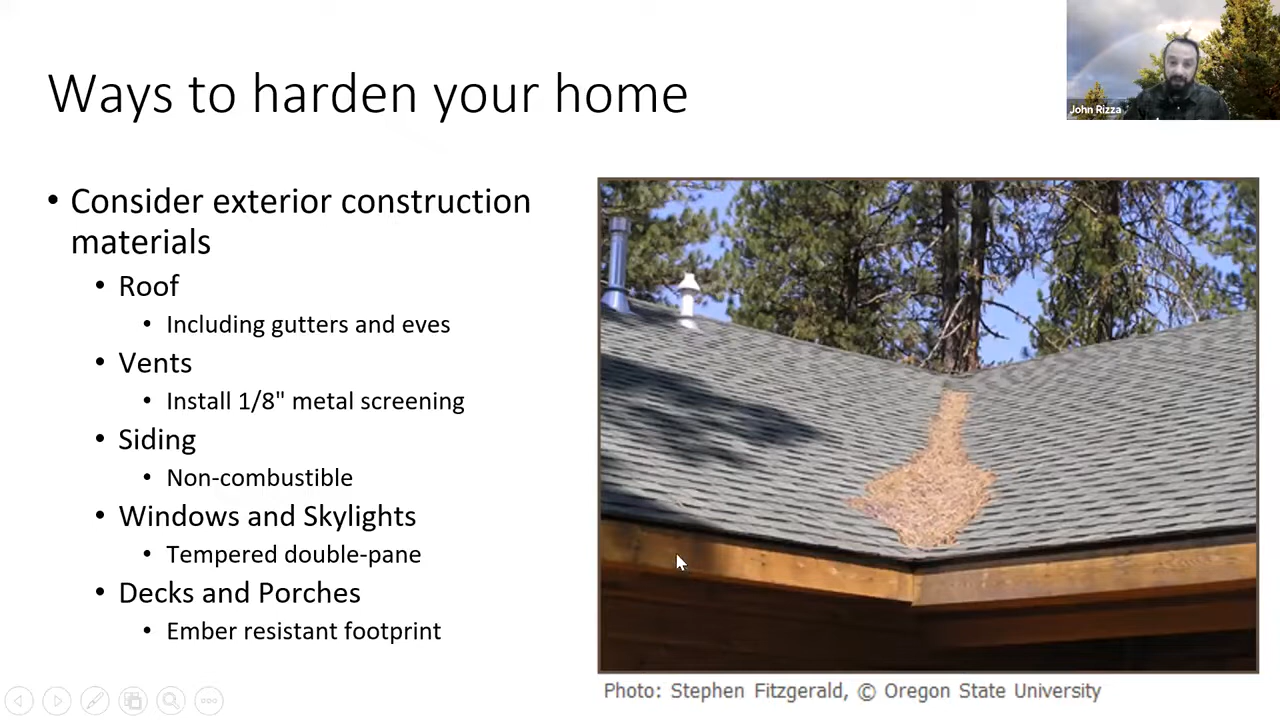 Ways to harden your home
John Rizza
• Consider exterior construction
materials
• Roof
• Including gutters and eves
• Vents
• Install 1/8" metal screening
• Siding
• Non-combustible
• Windows and Skylights
• Tempered double-pane
• Decks and Porches
• Ember resistant footprint
Photo: Stephen Fitzgerald, © Oregon State University